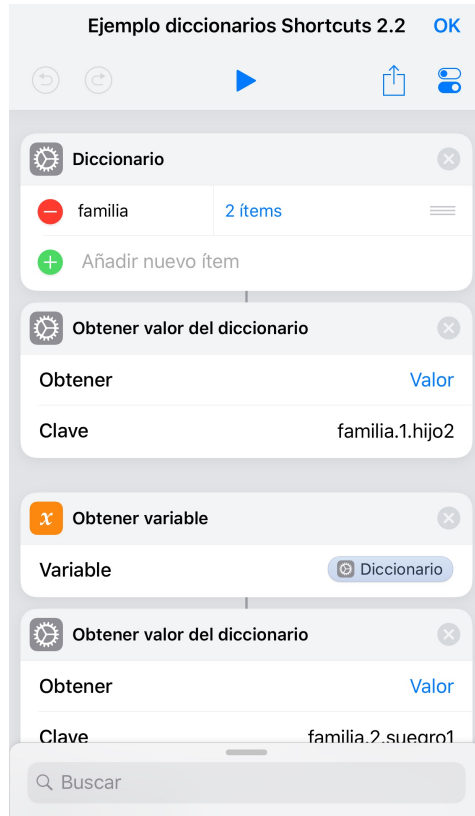 Ejemplo diccionarios Shortcuts 2.2 OK
Diccionario
familia 2 ítems
Añadir nuevo ítem
Obtener valor del diccionario
Obtener Valor
Clave familia.1.hijo2
x Obtener variable
Variable Diccionario
Obtener valor del diccionario
Obtener Valor
Clave familia.2.suegro1
Buscar